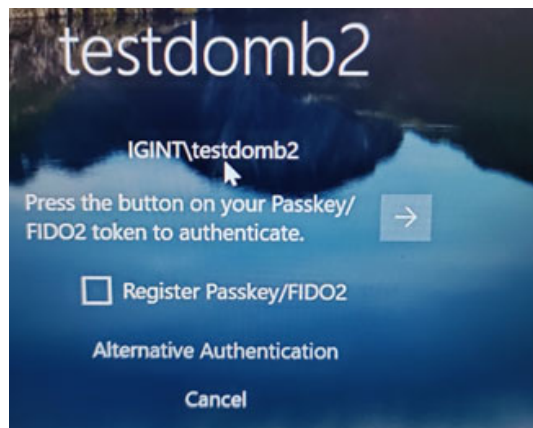 testdomb2
IGINT\testdomb2
Press the button on your Passkey/
FIDO2 token to authenticate.
Register Passkey/FIDO2
Alternative Authentication
Cancel